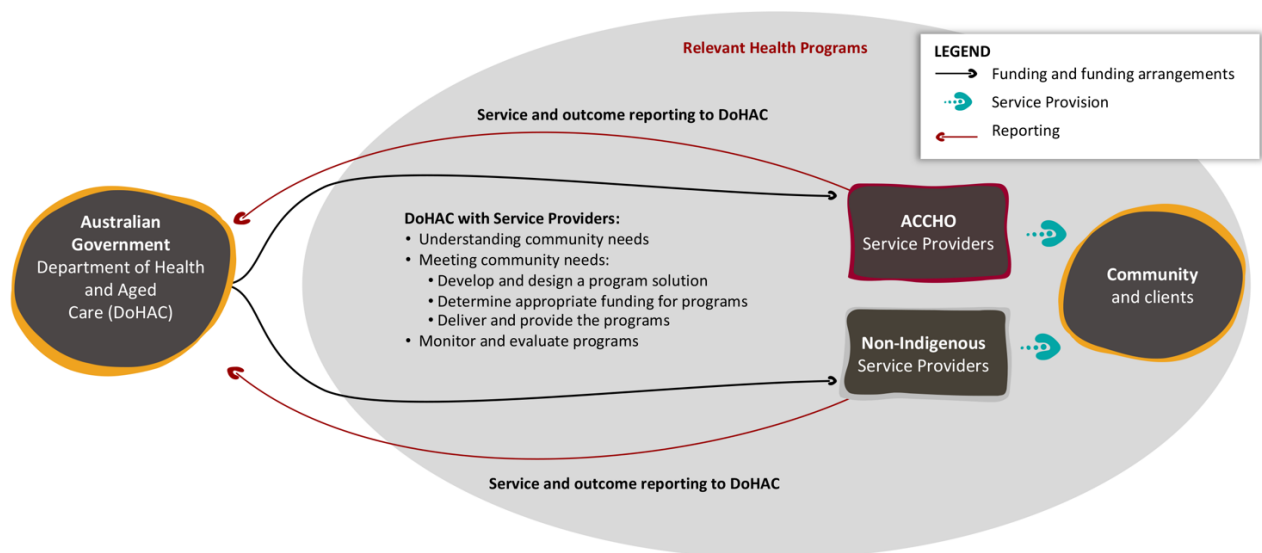 Relevant Health Programs
LEGEND
Funding and funding arrangements
Service Provision
Reporting
Service and outcome reporting to DoHAC
Australian
Government
Department of Health
and Aged
Care (DoHAC)
DoHAC with Service Providers:
• Understanding community needs
• Meeting community needs:
• Develop and design a program solution
• Determine appropriate funding for programs
• Deliver and provide the programs
• Monitor and evaluate programs
ACCHO
Service Providers
Non-Indigenous
Service Providers
Community
and clients
Service and outcome reporting to DoHAC